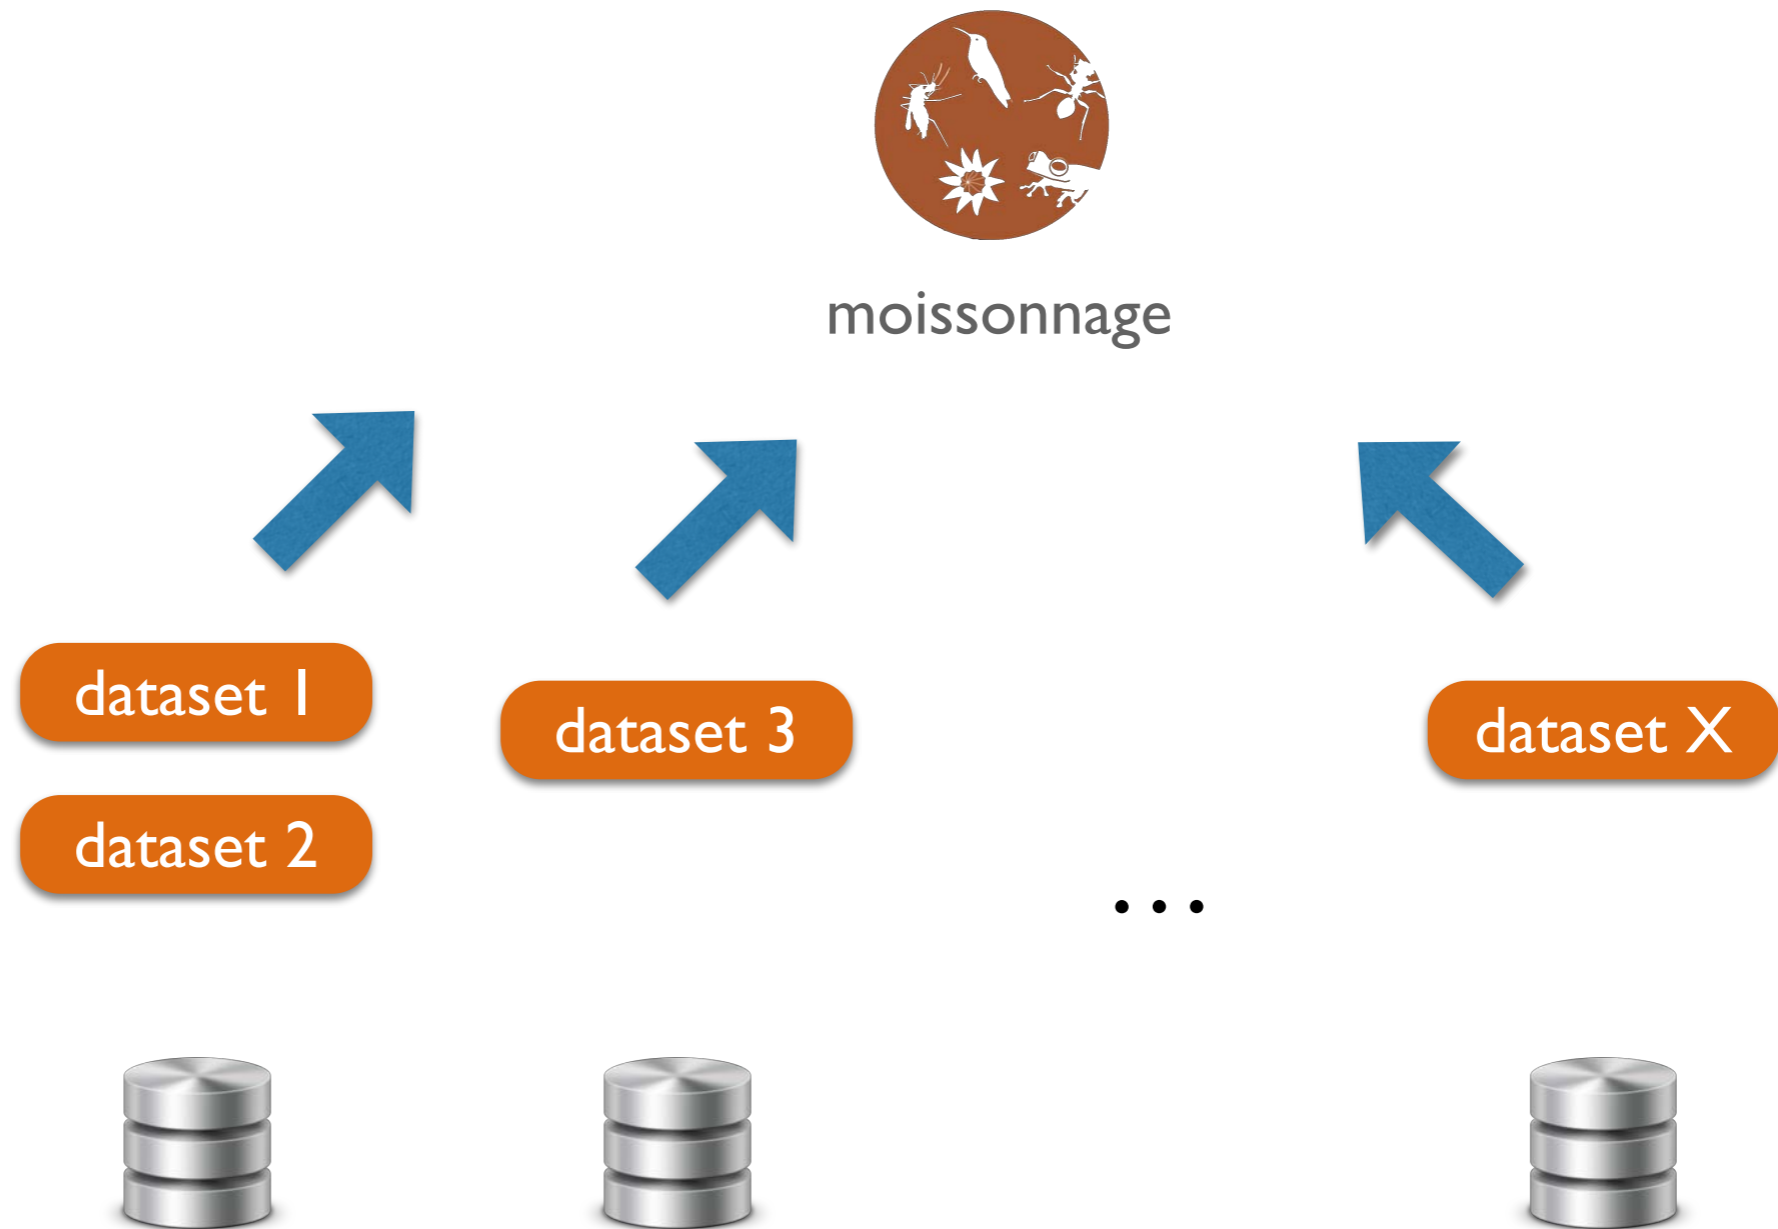 moissonnage
dataset 1
dataset 3
dataset X
dataset 2
...